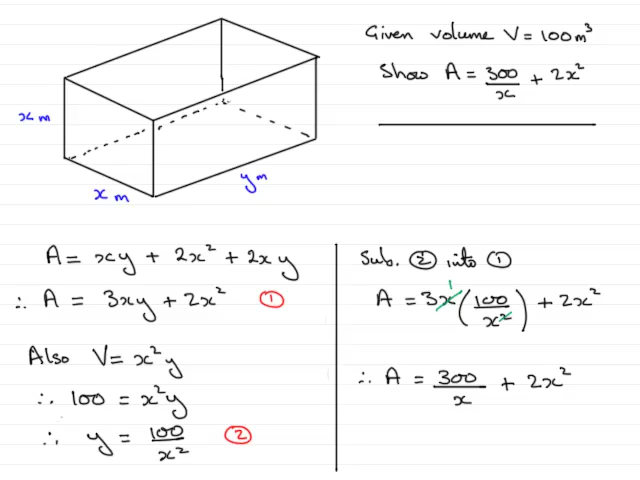 Given volume V = 100m³
Show A = 300/x + 2x²
x m
x m
y m
A = xy + 2x² + 2xy
∴ A = 3xy + 2x² ①
Also V = x²y
∴ 100 = x²y
∴ y = 100/x² ②
Sub. ② into ①
A = 3x¹(100/x²) + 2x²
∴ A = 300/x + 2x²